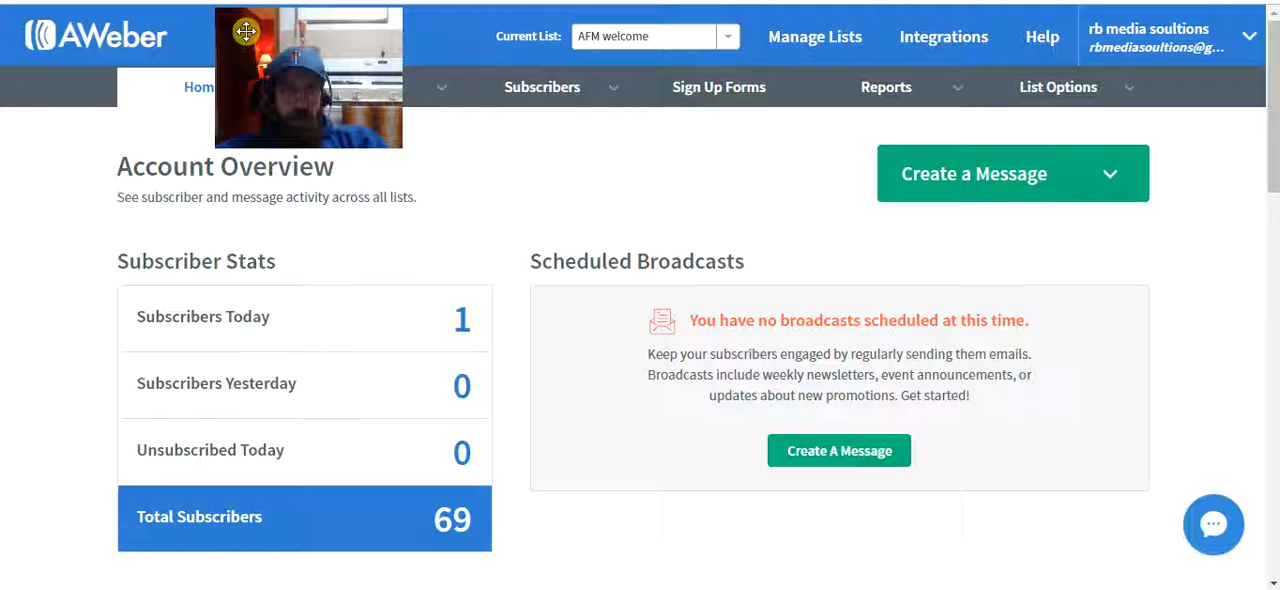 AWeber
Current List:
AFM welcome
Manage Lists
Integrations
Help
rb media soultions
rbmediasoultions@g...
Hom
Subscribers
Sign Up Forms
Reports
List Options
Account Overview
See subscriber and message activity across all lists.
Create a Message
Subscriber Stats
Subscribers Today 1
Subscribers Yesterday 0
Unsubscribed Today 0
Total Subscribers 69
Scheduled Broadcasts
You have no broadcasts scheduled at this time.
Keep your subscribers engaged by regularly sending them emails.
Broadcasts include weekly newsletters, event announcements, or
updates about new promotions. Get started!
Create A Message